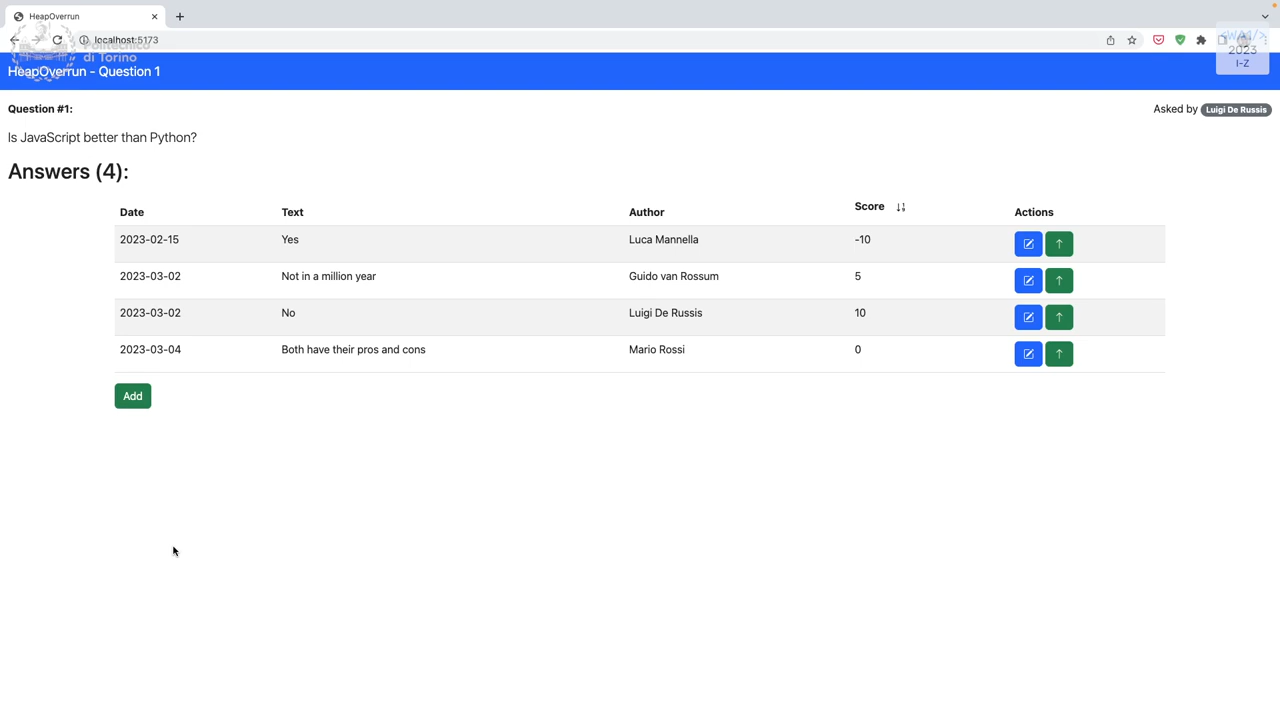 HeapOverrun
localhost:5173
Politecnico
di Torino
<WA1/>
2023
I-Z
HeapOverrun - Question 1
Question #1:
Asked by Luigi De Russis
Is JavaScript better than Python?
Answers (4):
Date Text Author Score Actions
2023-02-15 Yes Luca Mannella -10
2023-03-02 Not in a million year Guido van Rossum 5
2023-03-02 No Luigi De Russis 10
2023-03-04 Both have their pros and cons Mario Rossi 0
Add